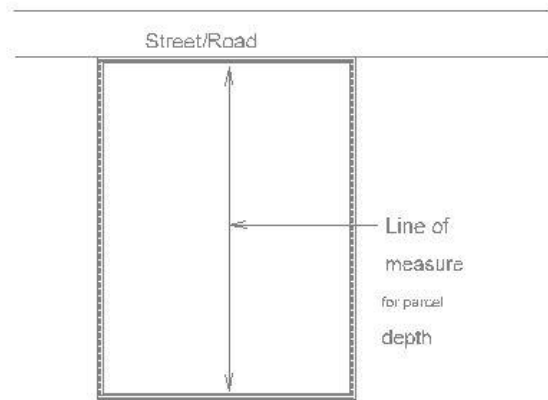 Street/Road
Line of
measure
for parcel
depth